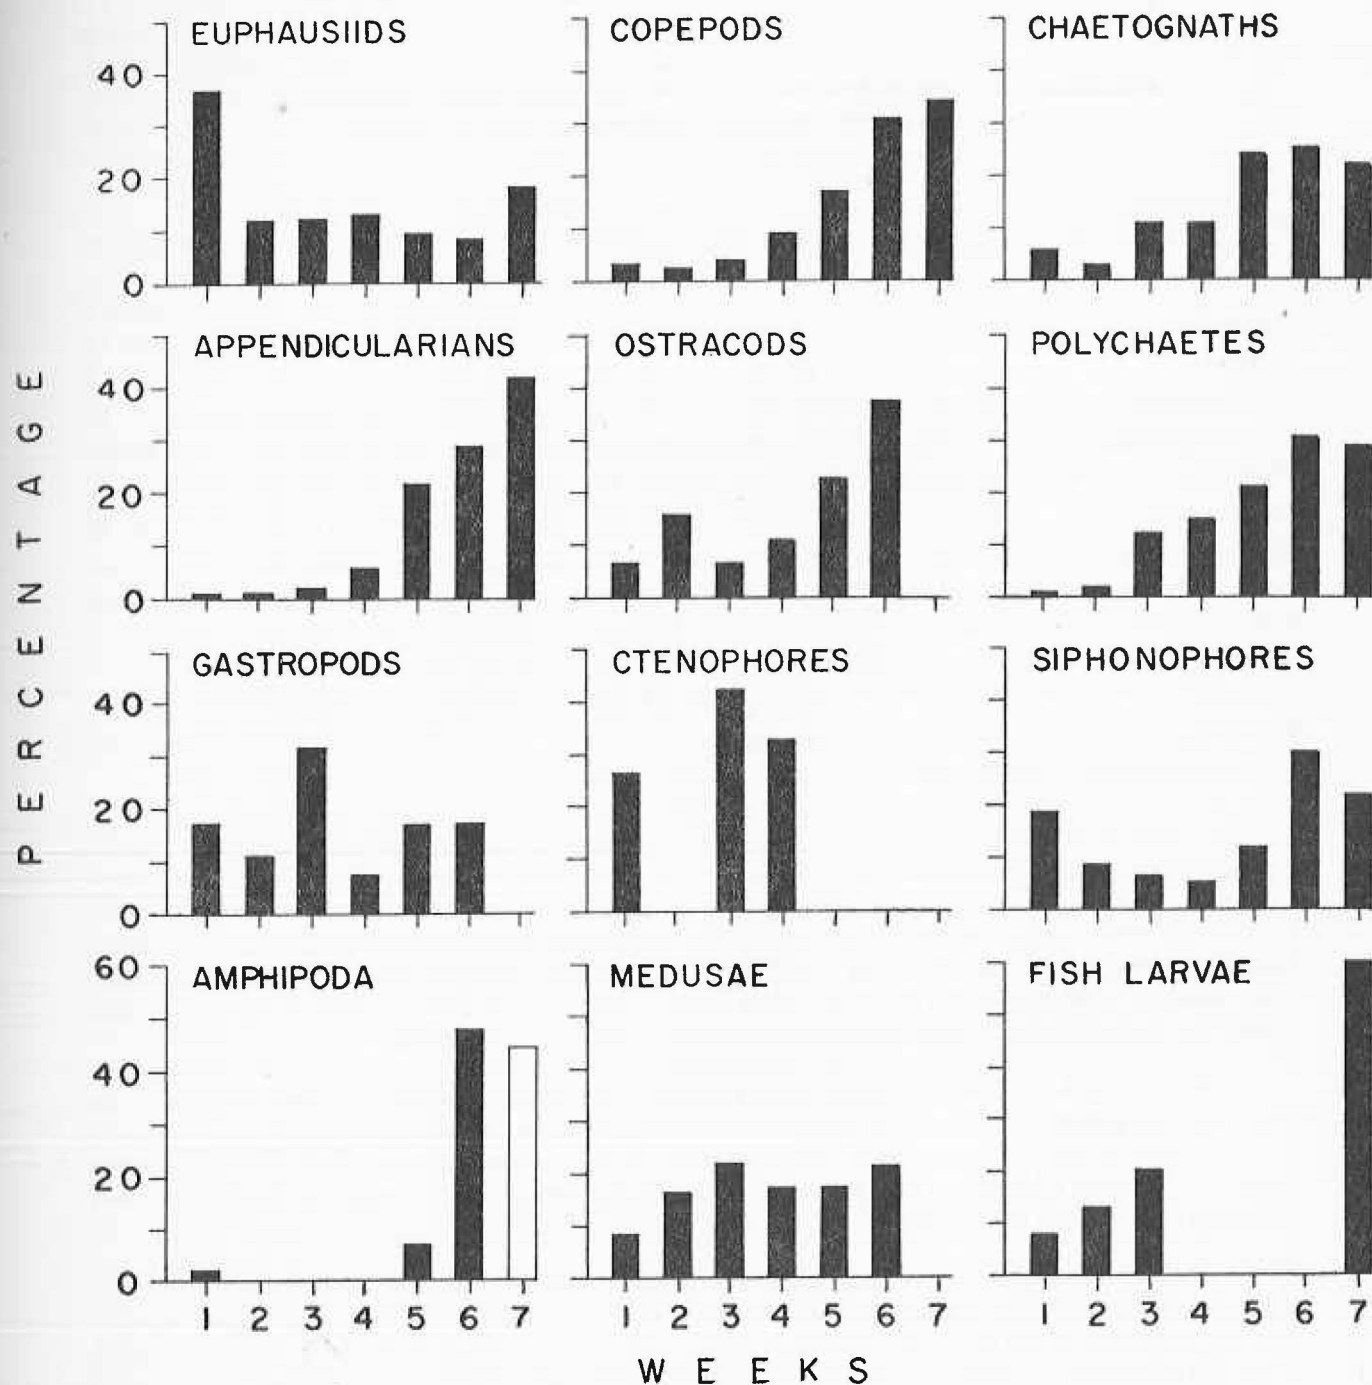 EUPHAUSIIDS
COPEPODS
CHAETOGNATHS
40
20
0
APPENDICULARIANS
OSTRACODS
POLYCHAETES
40
20
0
PERCENTAGE
GASTROPODS
CTENOPHORES
SIPHONOPHORES
40
20
0
AMPHIPODA
MEDUSAE
FISH LARVAE
60
40
20
0
1 2 3 4 5 6 7
1 2 3 4 5 6 7
1 2 3 4 5 6 7
WEEKS